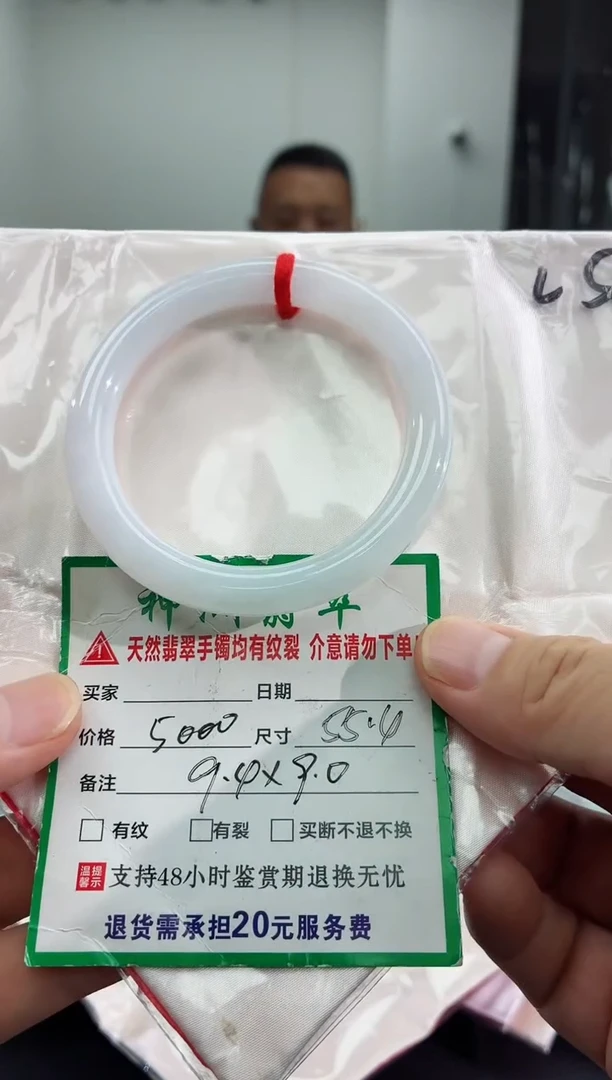 翡翠
天然翡翠手镯均有纹裂 介意请勿下单!
买家 日期
价格 5000 尺寸 55.4
备注 9.4x9.0
有纹 有裂 买断不退不换
温馨提示 支持48小时鉴赏期退换无忧
退货需承担20元服务费